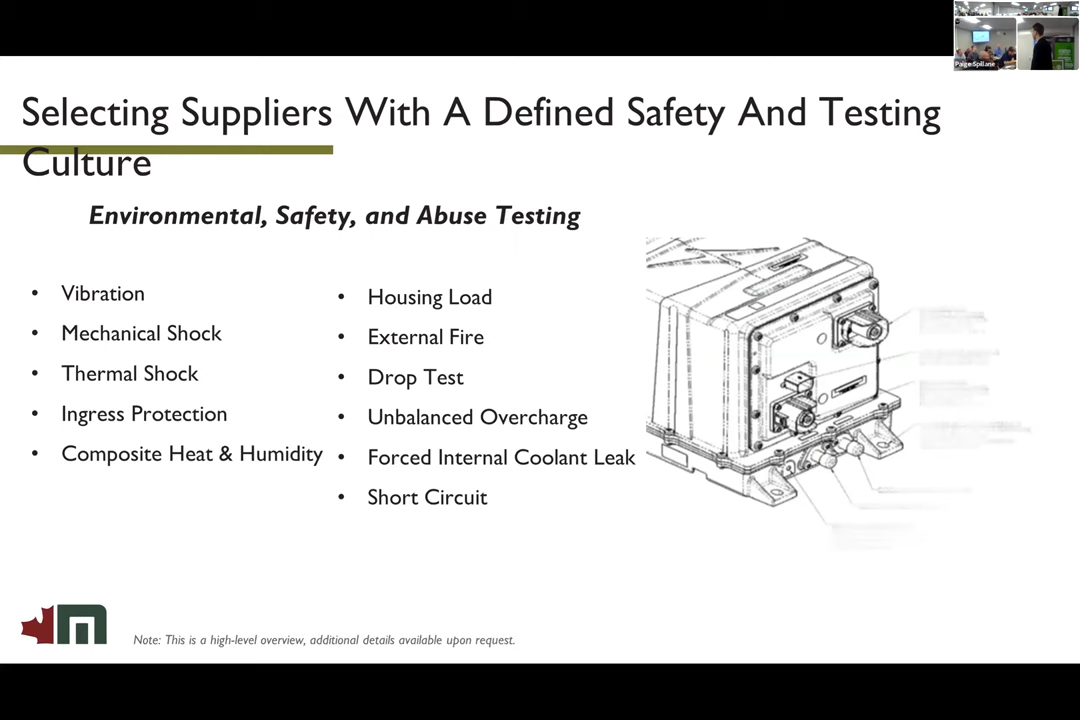 Paige Spillane
Selecting Suppliers With A Defined Safety And Testing
Culture
Environmental, Safety, and Abuse Testing
• Vibration
• Mechanical Shock
• Thermal Shock
• Ingress Protection
• Composite Heat & Humidity
• Housing Load
• External Fire
• Drop Test
• Unbalanced Overcharge
• Forced Internal Coolant Leak
• Short Circuit
Note: This is a high-level overview, additional details available upon request.